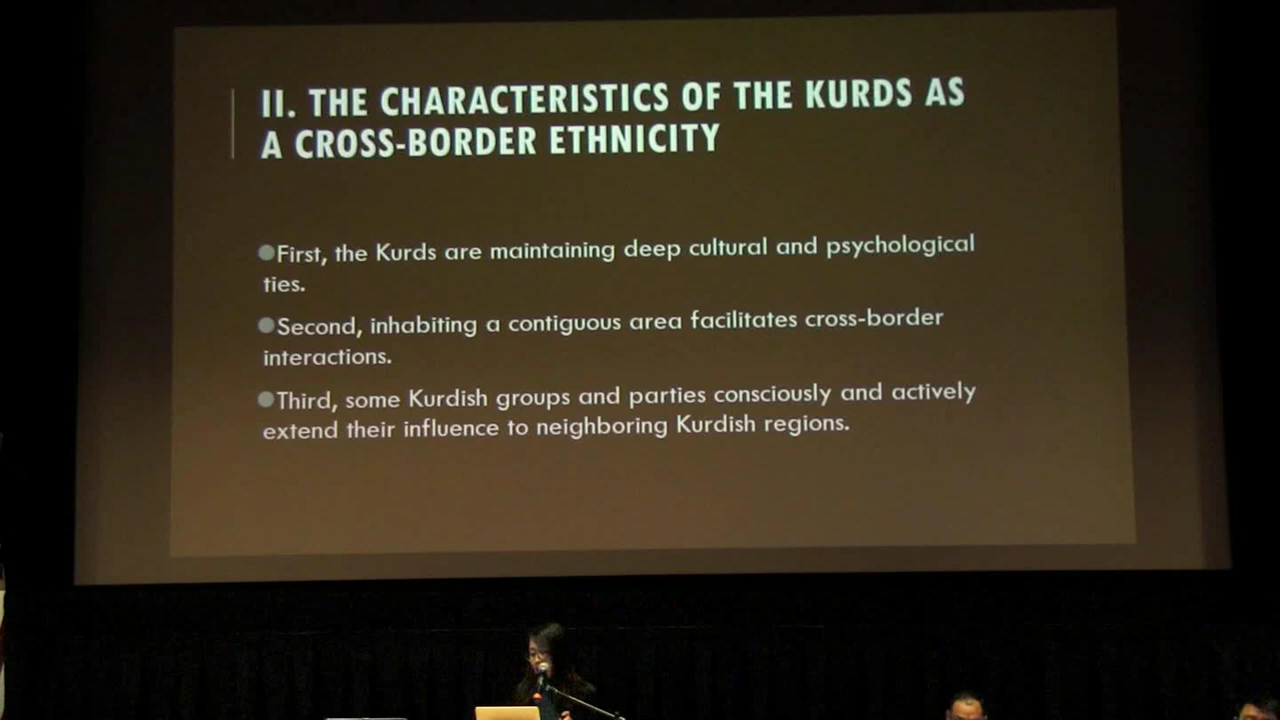 II. THE CHARACTERISTICS OF THE KURDS AS
A CROSS-BORDER ETHNICITY
First, the Kurds are maintaining deep cultural and psychological
ties.
Second, inhabiting a contiguous area facilitates cross-border
interactions.
Third, some Kurdish groups and parties consciously and actively
extend their influence to neighboring Kurdish regions.